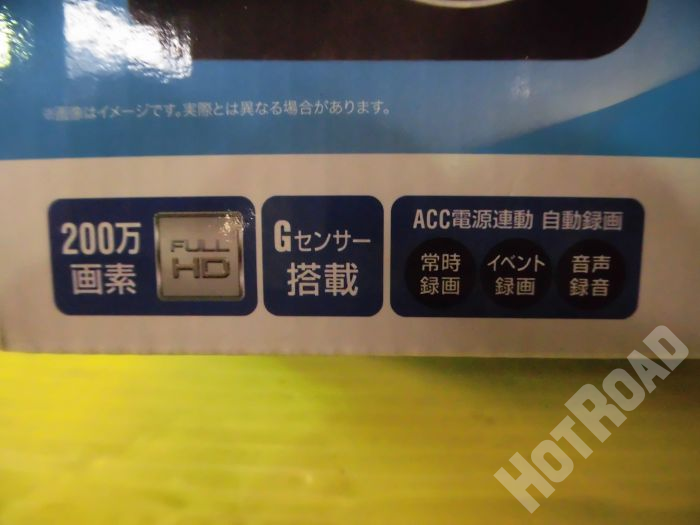 ※画像はイメージです。実際とは異なる場合があります。
200万
画素
FULL
HD
Gセンサー
搭載
ACC電源連動 自動録画
常時
録画
イベント
録画
音声
録音
HOTROAD